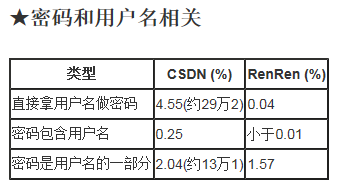 ★密码和用户名相关
类型 CSDN (%) RenRen (%)
直接拿用户名做密码 4.55(约29万2) 0.04
密码包含用户名 0.25 小于0.01
密码是用户名的一部分 2.04(约13万1) 1.57